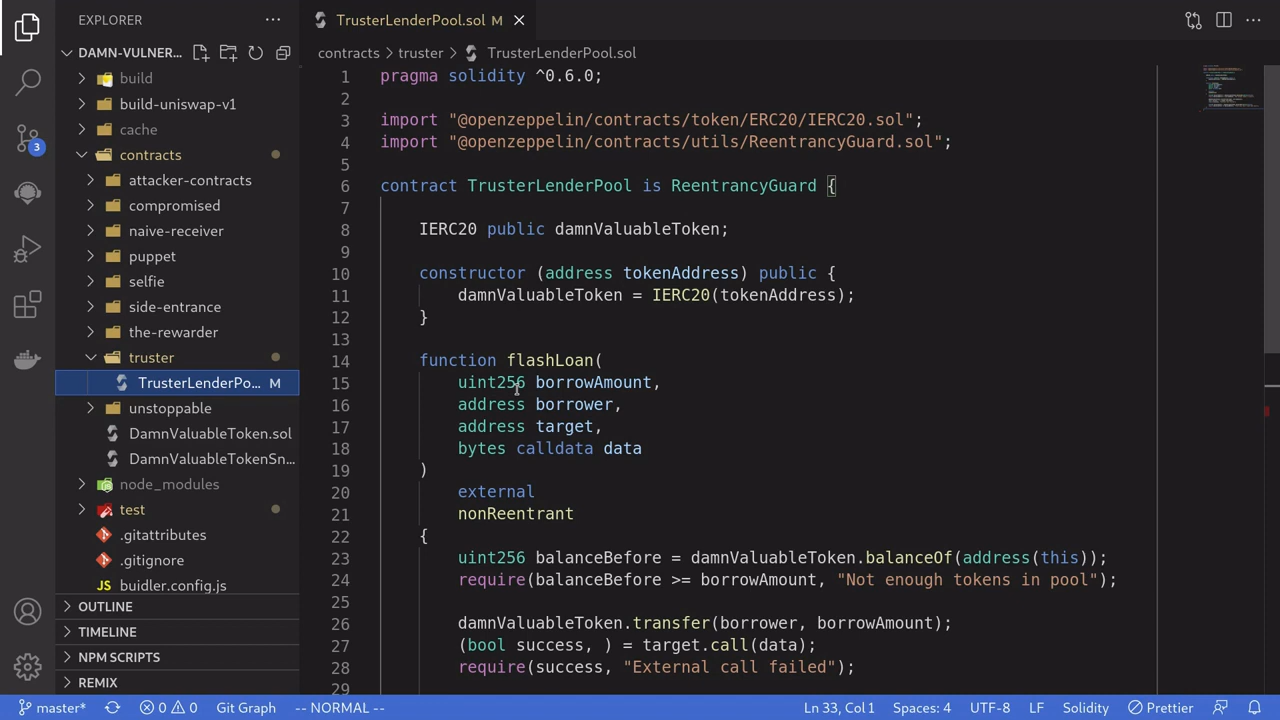 EXPLORER
DAMN-VULNER...
build
build-uniswap-v1
cache
contracts
attacker-contracts
compromised
naive-receiver
puppet
selfie
side-entrance
the-rewarder
truster
TrusterLenderPo... M
unstoppable
DamnValuableToken.sol
DamnValuableTokenSn...
node_modules
test
.gitattributes
.gitignore
JS buidler.config.js
OUTLINE
TIMELINE
NPM SCRIPTS
REMIX
3
TrusterLenderPool.sol M
contracts > truster > TrusterLenderPool.sol
1 pragma solidity ^0.6.0;
2
3 import "@openzeppelin/contracts/token/ERC20/IERC20.sol";
4 import "@openzeppelin/contracts/utils/ReentrancyGuard.sol";
5
6 contract TrusterLenderPool is ReentrancyGuard {
7
8 IERC20 public damnValuableToken;
9
10 constructor (address tokenAddress) public {
11 damnValuableToken = IERC20(tokenAddress);
12 }
13
14 function flashLoan(
15 uint256 borrowAmount,
16 address borrower,
17 address target,
18 bytes calldata data
19 )
20 external
21 nonReentrant
22 {
23 uint256 balanceBefore = damnValuableToken.balanceOf(address(this));
24 require(balanceBefore >= borrowAmount, "Not enough tokens in pool");
25
26 damnValuableToken.transfer(borrower, borrowAmount);
27 (bool success, ) = target.call(data);
28 require(success, "External call failed");
29
master* 0 0 Git Graph -- NORMAL -- Ln 33, Col 1 Spaces: 4 UTF-8 LF Solidity Prettier